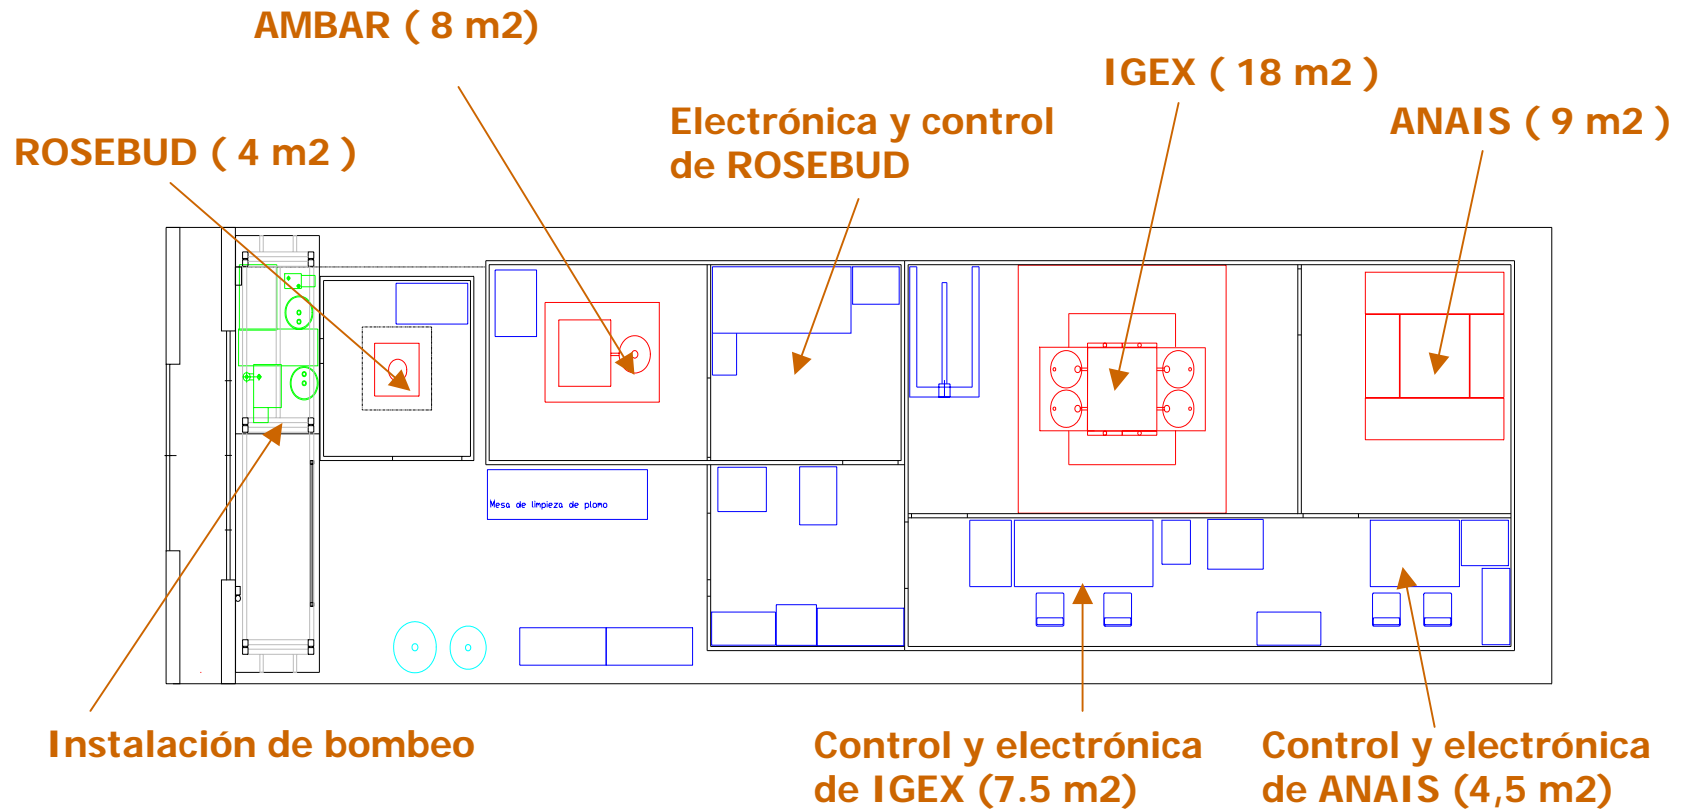 AMBAR ( 8 m2)
IGEX ( 18 m2 )
Electrónica y control
de ROSEBUD
ANAIS ( 9 m2 )
ROSEBUD ( 4 m2 )
Mesa de limpieza de plomo
Instalación de bombeo
Control y electrónica
de IGEX (7.5 m2)
Control y electrónica
de ANAIS (4,5 m2)